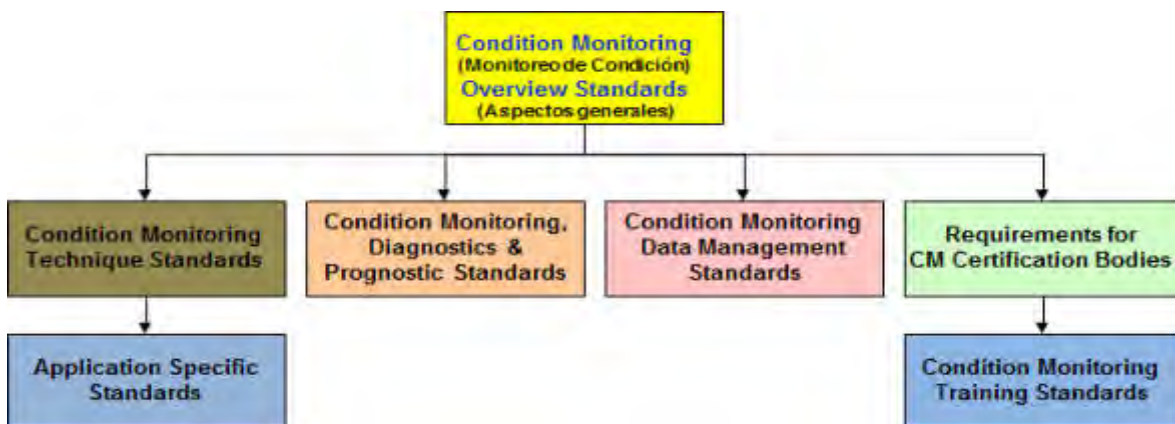 Condition Monitoring
(Monitoreo de Condición)
Overview Standards
(Aspectos generales)
Condition Monitoring
Technique Standards
Condition Monitoring,
Diagnostics &
Prognostic Standards
Condition Monitoring
Data Management
Standards
Requirements for
CM Certification Bodies
Application Specific
Standards
Condition Monitoring
Training Standards